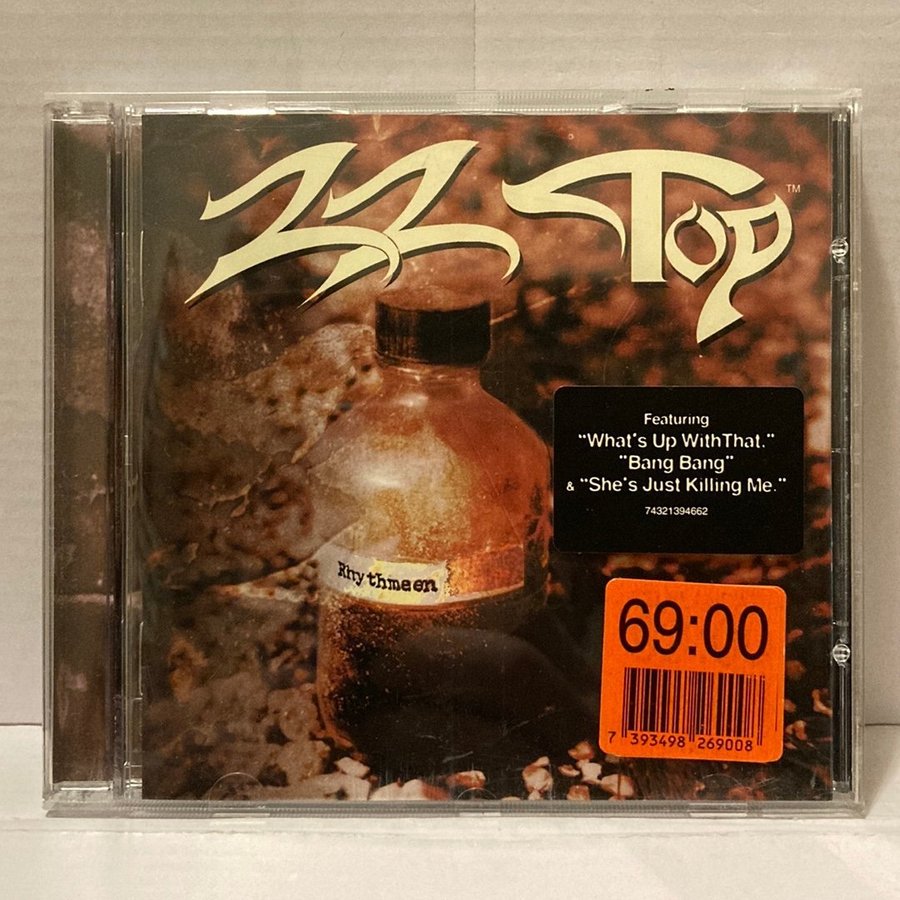 ZZ TOP™
Featuring
"What's Up WithThat."
"Bang Bang"
& "She's Just Killing Me."
74321394662
Rhythmeen
69:00
7 393498 269008